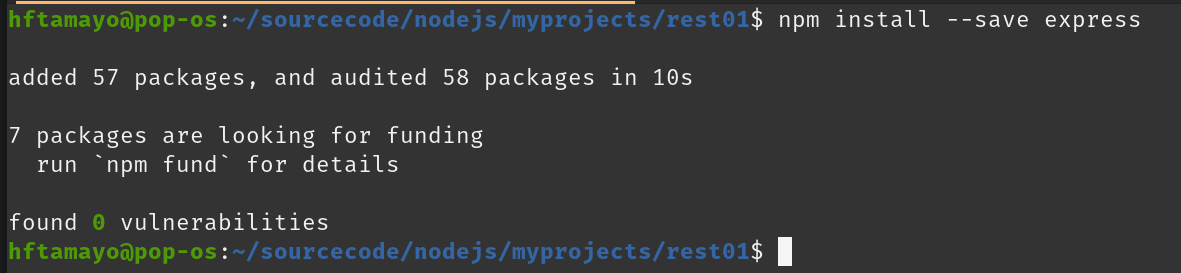 hftamayo@pop-os:~/sourcecode/nodejs/myprojects/rest01$ npm install --save express
added 57 packages, and audited 58 packages in 10s
7 packages are looking for funding
  run `npm fund` for details
found 0 vulnerabilities
hftamayo@pop-os:~/sourcecode/nodejs/myprojects/rest01$